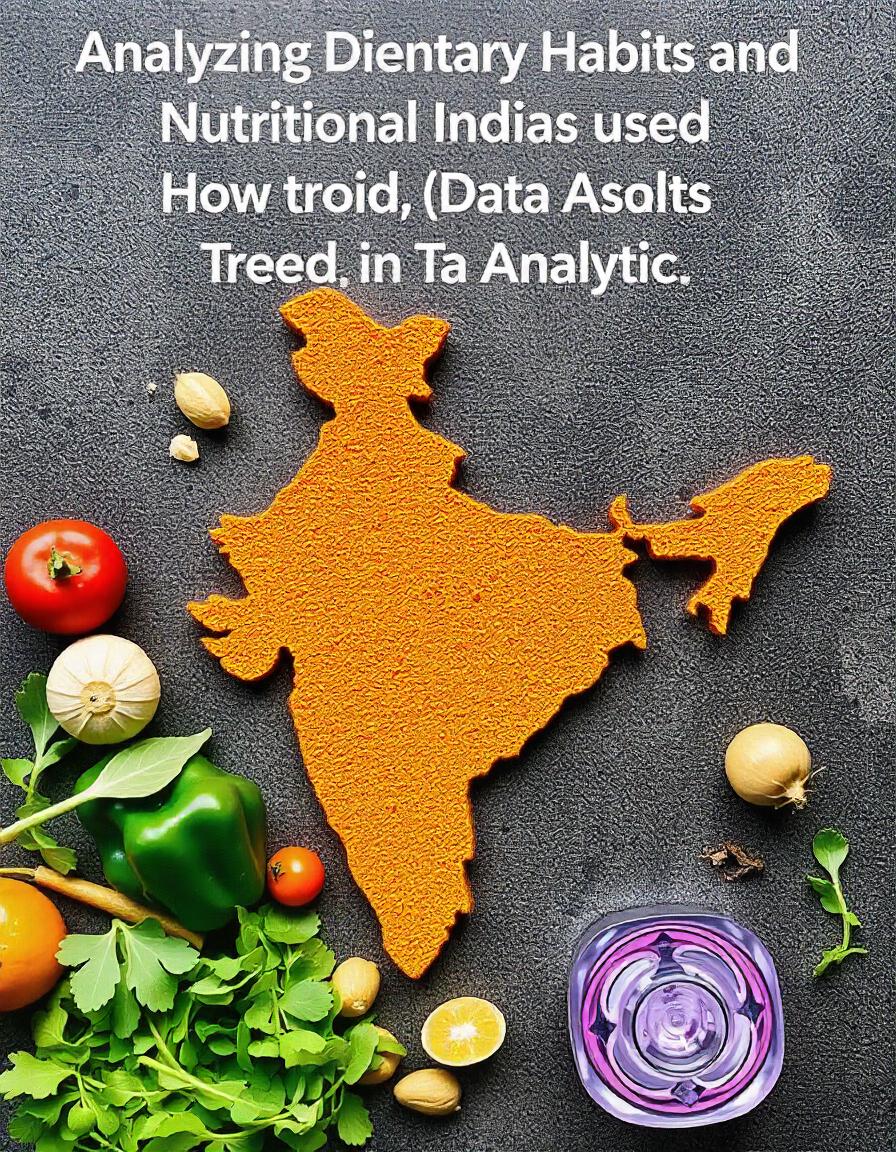 Analyzing Dientary Habits and
Nutritional Indias used
How troid, (Data Asolts
Treed, in Ta Analytic.